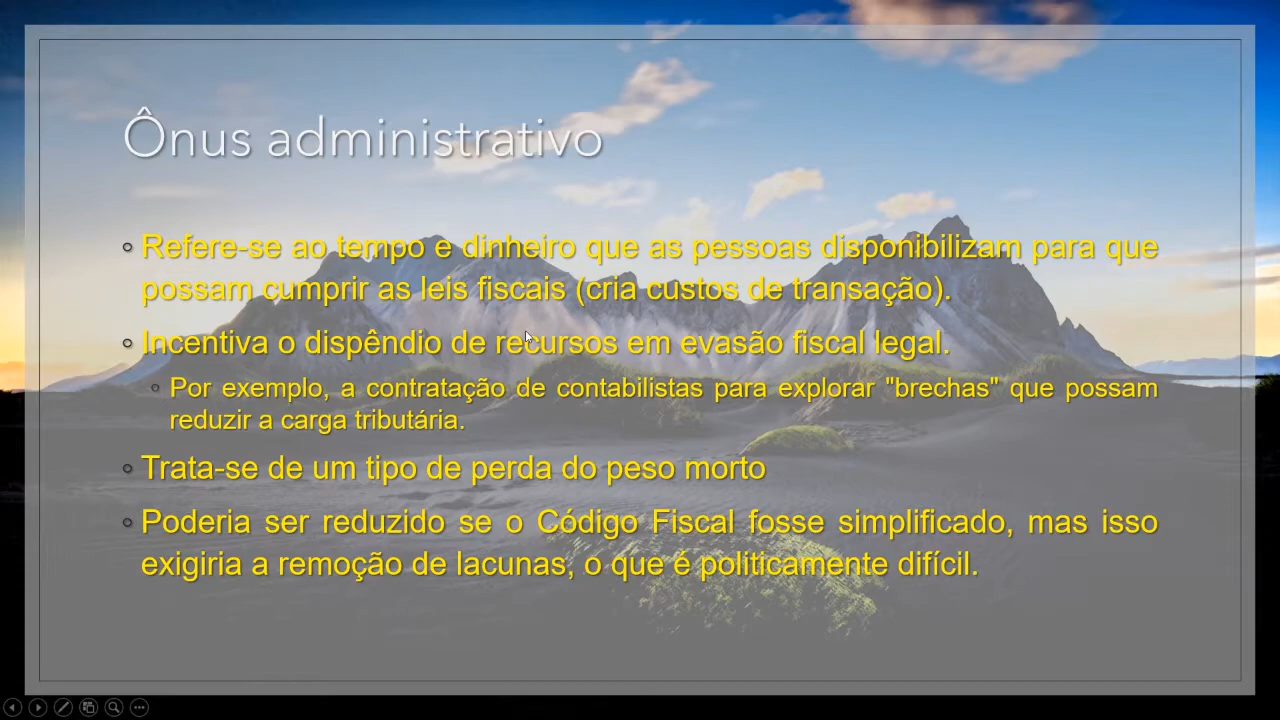 Ônus administrativo
Refere-se ao tempo e dinheiro que as pessoas disponibilizam para que
possam cumprir as leis fiscais (cria custos de transação).
Incentiva o dispêndio de recursos em evasão fiscal legal.
Por exemplo, a contratação de contabilistas para explorar "brechas" que possam
reduzir a carga tributária.
Trata-se de um tipo de perda do peso morto
Poderia ser reduzido se o Código Fiscal fosse simplificado, mas isso
exigiria a remoção de lacunas, o que é politicamente difícil.